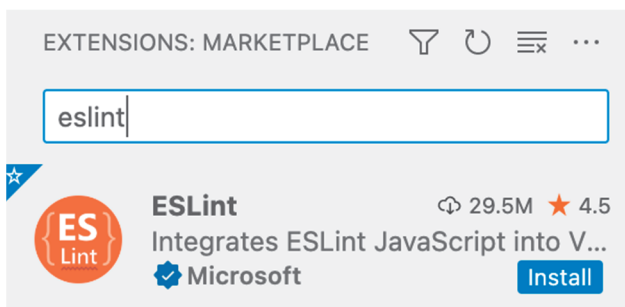 EXTENSIONS: MARKETPLACE
eslint
ES
Lint
ESLint 29.5M 4.5
Integrates ESLint JavaScript into V...
Microsoft Install